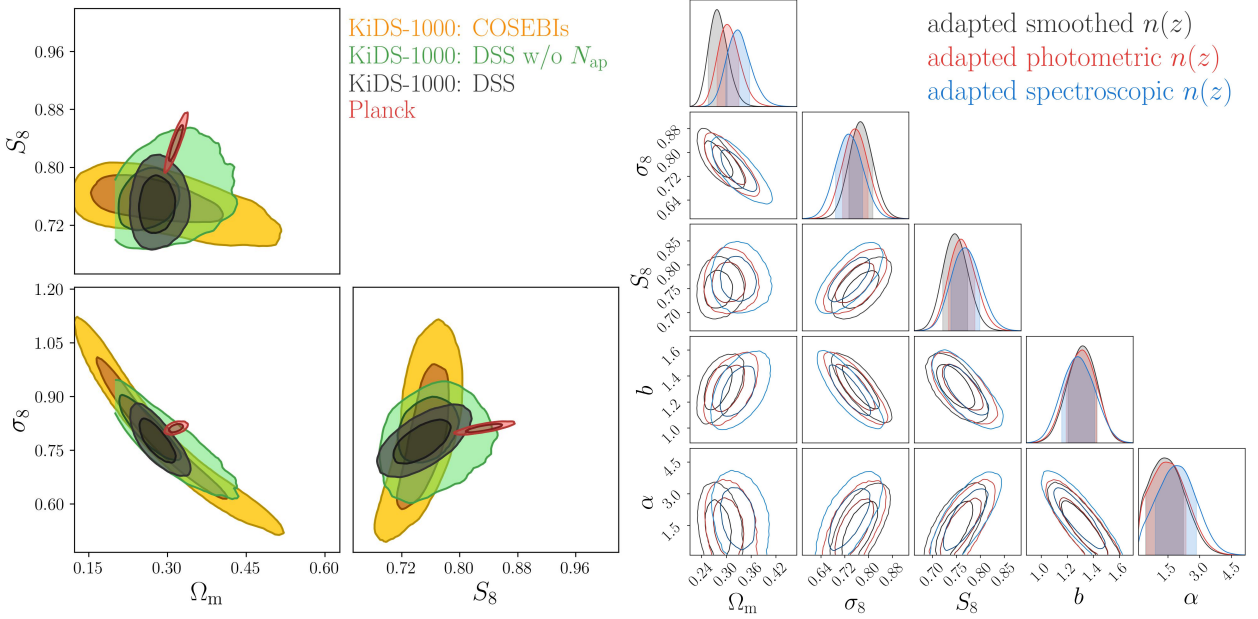 KiDS-1000: COSEBIs
KiDS-1000: DSS w/o N_ap
KiDS-1000: DSS
Planck
S_8
0.96
0.88
0.80
0.72
σ_8
1.20
1.05
0.90
0.75
0.60
0.15 0.30 0.45 0.60
Ω_m
0.72 0.80 0.88 0.96
S_8
adapted smoothed n(z)
adapted photometric n(z)
adapted spectroscopic n(z)
σ_8
0.88
0.80
0.72
0.64
S_8
0.85
0.80
0.75
0.70
b
1.6
1.4
1.2
1.0
α
4.5
3.0
1.5
0.24 0.30 0.36 0.42
Ω_m
0.64 0.72 0.80 0.88
σ_8
0.70 0.75 0.80 0.85
S_8
1.0 1.2 1.4 1.6
b
1.5 3.0 4.5
α